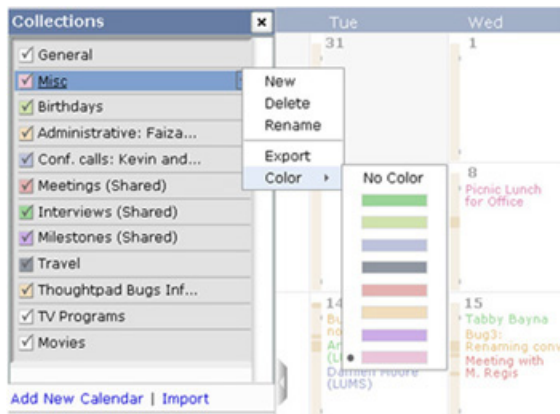 Collections
General
Misc
Birthdays
Administrative: Faiza...
Conf. calls: Kevin and...
Meetings (Shared)
Interviews (Shared)
Milestones (Shared)
Travel
Thoughtpad Bugs Inf...
TV Programs
Movies
Add New Calendar | Import
New
Delete
Rename
Export
Color
No Color
Tue
Wed
31
1
8
Picnic Lunch
for Office
14
15
Tabby Bayna
Bug3:
Renaming conv
Meeting with
M. Regis
Damien Moore
(LUMS)